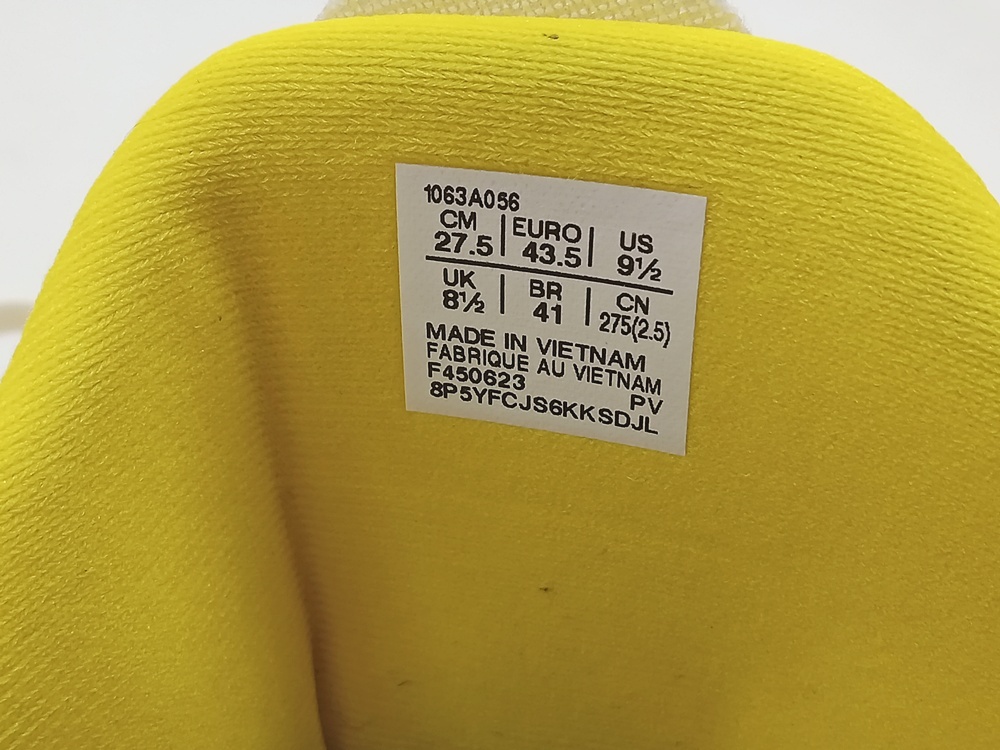 1063A056
CM | EURO | US
27.5 | 43.5 | 9½
UK | BR | CN
8½ | 41 | 275(2.5)
MADE IN VIETNAM
FABRIQUE AU VIETNAM
F450623 PV
8P5YFCJS6KKSDJL